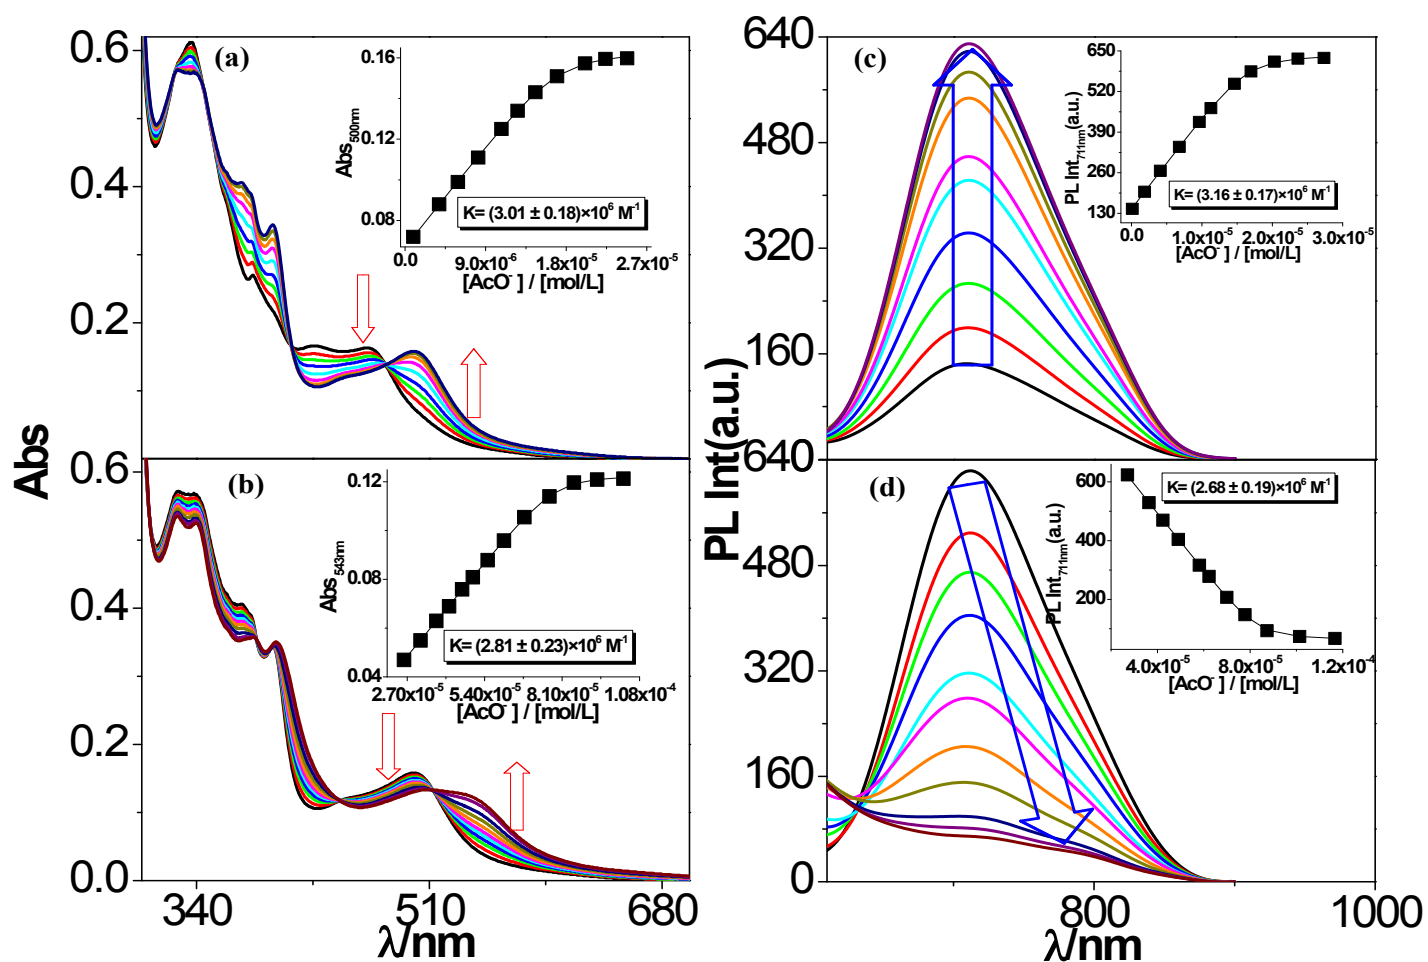 (a)
0.6
0.4
0.2
0.0
Abs
Abs500nm
0.16
0.12
0.08
K= (3.01 ± 0.18)×10⁶ M⁻¹
0.0 9.0x10⁻⁶ 1.8x10⁻⁵ 2.7x10⁻⁵
[AcO⁻] / [mol/L]
(b)
0.6
0.4
0.2
0.0
Abs543nm
0.12
0.08
0.04
K= (2.81 ± 0.23)×10⁶ M⁻¹
2.70x10⁻⁵ 5.40x10⁻⁵ 8.10x10⁻⁵ 1.08x10⁻⁴
[AcO⁻] / [mol/L]
340 510 680
λ/nm
(c)
640
480
320
160
PL Int(a.u.)
PL Int711nm(a.u.)
650
520
390
260
130
K= (3.16 ± 0.17)×10⁶ M⁻¹
0.0 1.0x10⁻⁵ 2.0x10⁻⁵ 3.0x10⁻⁵
[AcO⁻] / [mol/L]
(d)
640
480
320
160
0
PL Int711nm(a.u.)
600
400
200
K= (2.68 ± 0.19)×10⁶ M⁻¹
4.0x10⁻⁵ 8.0x10⁻⁵ 1.2x10⁻⁴
[AcO⁻] / [mol/L]
800 1000
λ/nm